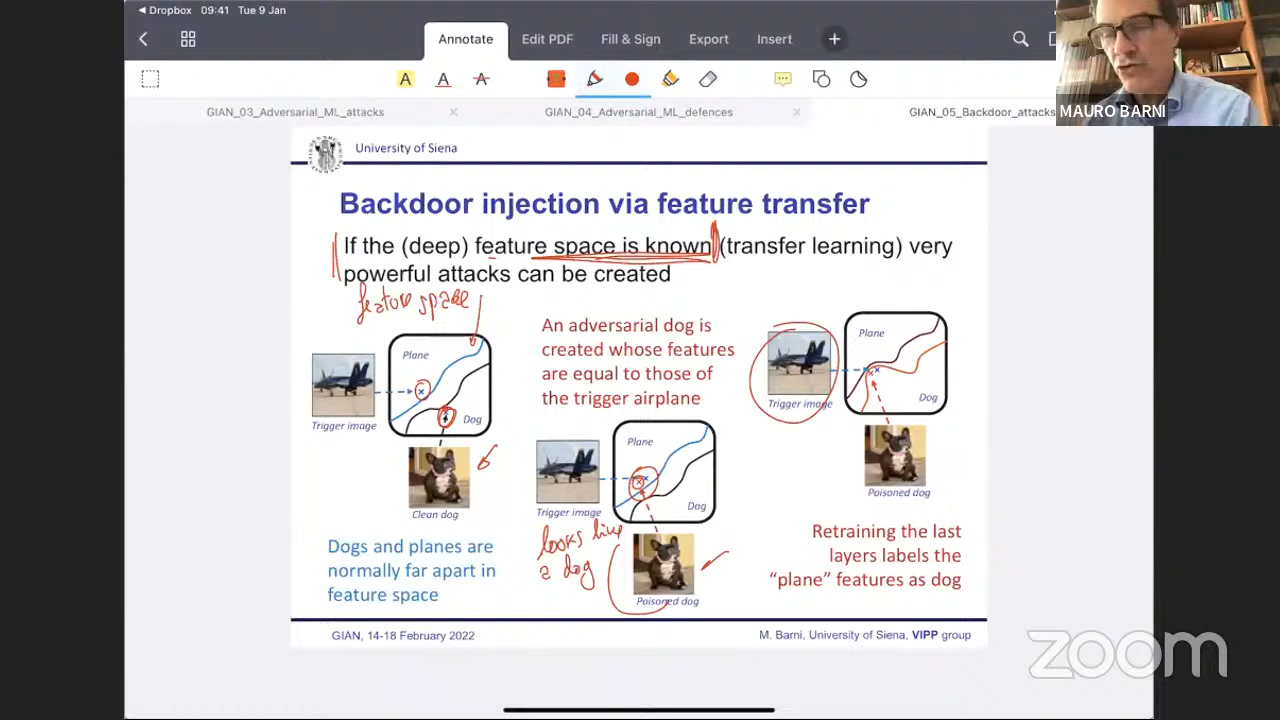 Dropbox 09:41 Tue 9 Jan
Annotate Edit PDF Fill & Sign Export Insert
A A A
GIAN_03_Adversarial_ML_attacks GIAN_04_Adversarial_ML_defences GIAN_05_Backdoor_attacks
MAURO BARNI
University of Siena
Backdoor injection via feature transfer
If the (deep) feature space is known (transfer learning) very
powerful attacks can be created
feature space
Plane
Dog
Trigger image
Clean dog
Dogs and planes are
normally far apart in
feature space
An adversarial dog is
created whose features
are equal to those of
the trigger airplane
Plane
Dog
Trigger image
looks like
a dog
Poisoned dog
Plane
Dog
Trigger image
Poisoned dog
Retraining the last
layers labels the
“plane” features as dog
GIAN, 14-18 February 2022
M. Barni, University of Siena, VIPP group
zoom